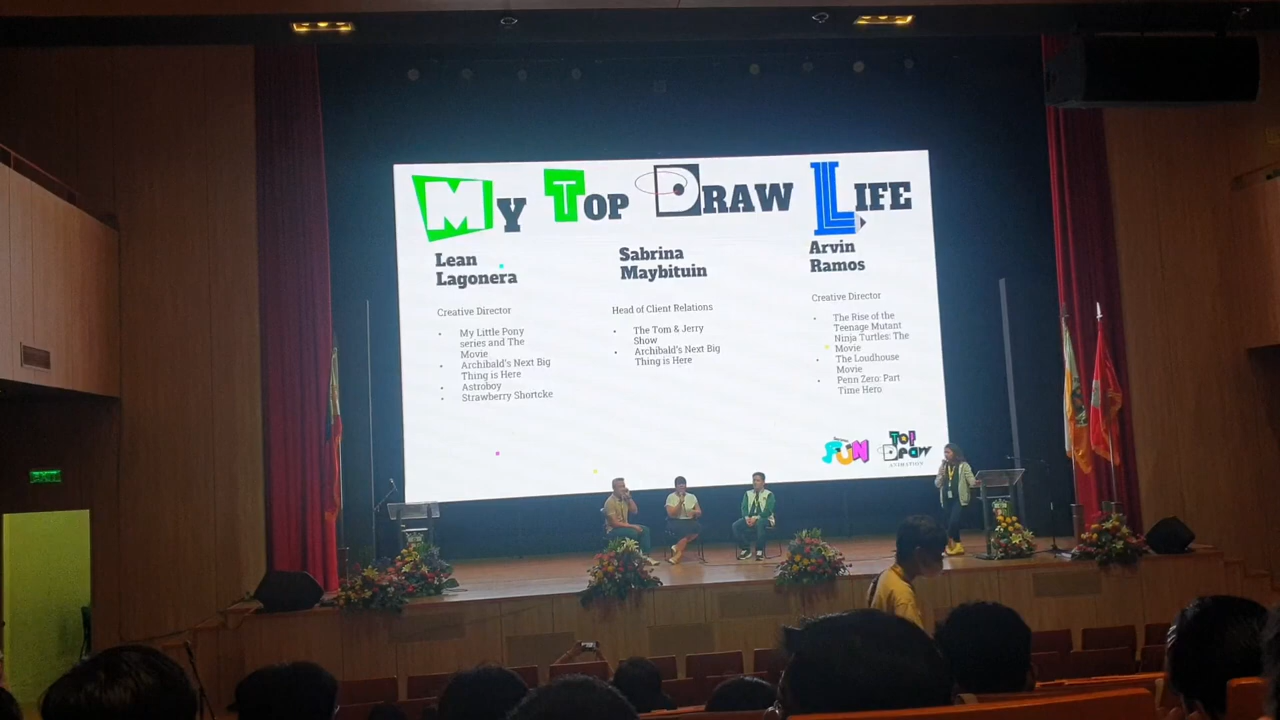 My Top Draw Life
Lean
Lagonera
Creative Director
• My Little Pony
series and The
Movie
• Archibald's Next Big
Thing is Here
• Astroboy
• Strawberry Shortcke
Sabrina
Maybituin
Head of Client Relations
• The Tom & Jerry
Show
• Archibald's Next Big
Thing is Here
Arvin
Ramos
Creative Director
• The Rise of the
Teenage Mutant
Ninja Turtles: The
Movie
• The Loudhouse
Movie
• Penn Zero: Part
Time Hero
FUN
Top
Draw
ANIMATION